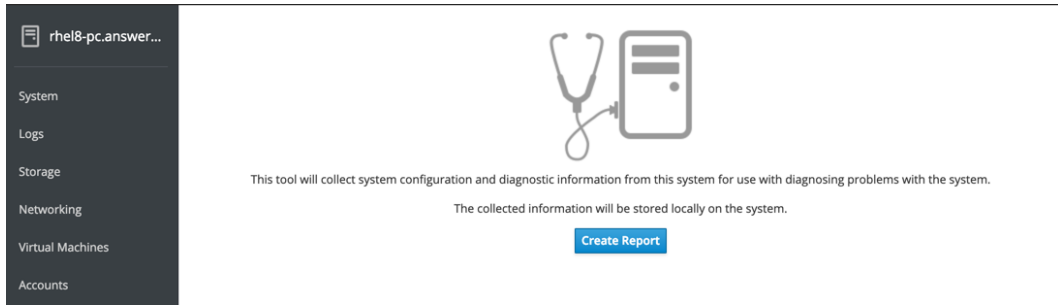 rhel8-pc.answer...
System
Logs
Storage
Networking
Virtual Machines
Accounts
This tool will collect system configuration and diagnostic information from this system for use with diagnosing problems with the system.
The collected information will be stored locally on the system.
Create Report